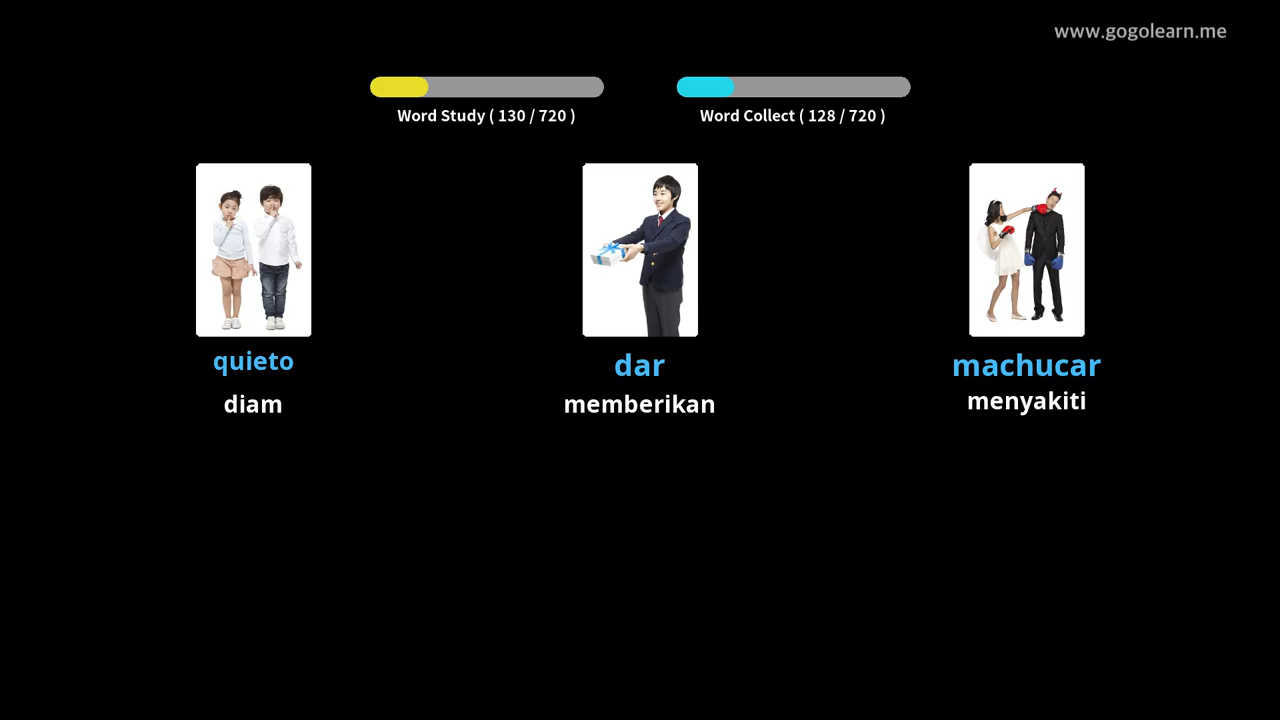 www.gogolearn.me
Word Study ( 130 / 720 )
Word Collect ( 128 / 720 )
quieto
dar
machucar
diam
memberikan
menyakiti